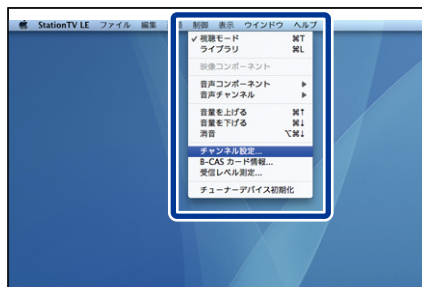 StationTV LE ファイル 編集 制御 表示 ウインドウ ヘルプ
✓ 視聴モード ⌘T
ライブラリ ⌘L
映像コンポーネント
音声コンポーネント ▶
音声チャンネル ▶
音量を上げる ⌘↑
音量を下げる ⌘↓
消音 ⌥⌘↓
チャンネル設定...
B-CAS カード情報...
受信レベル測定...
チューナーデバイス初期化